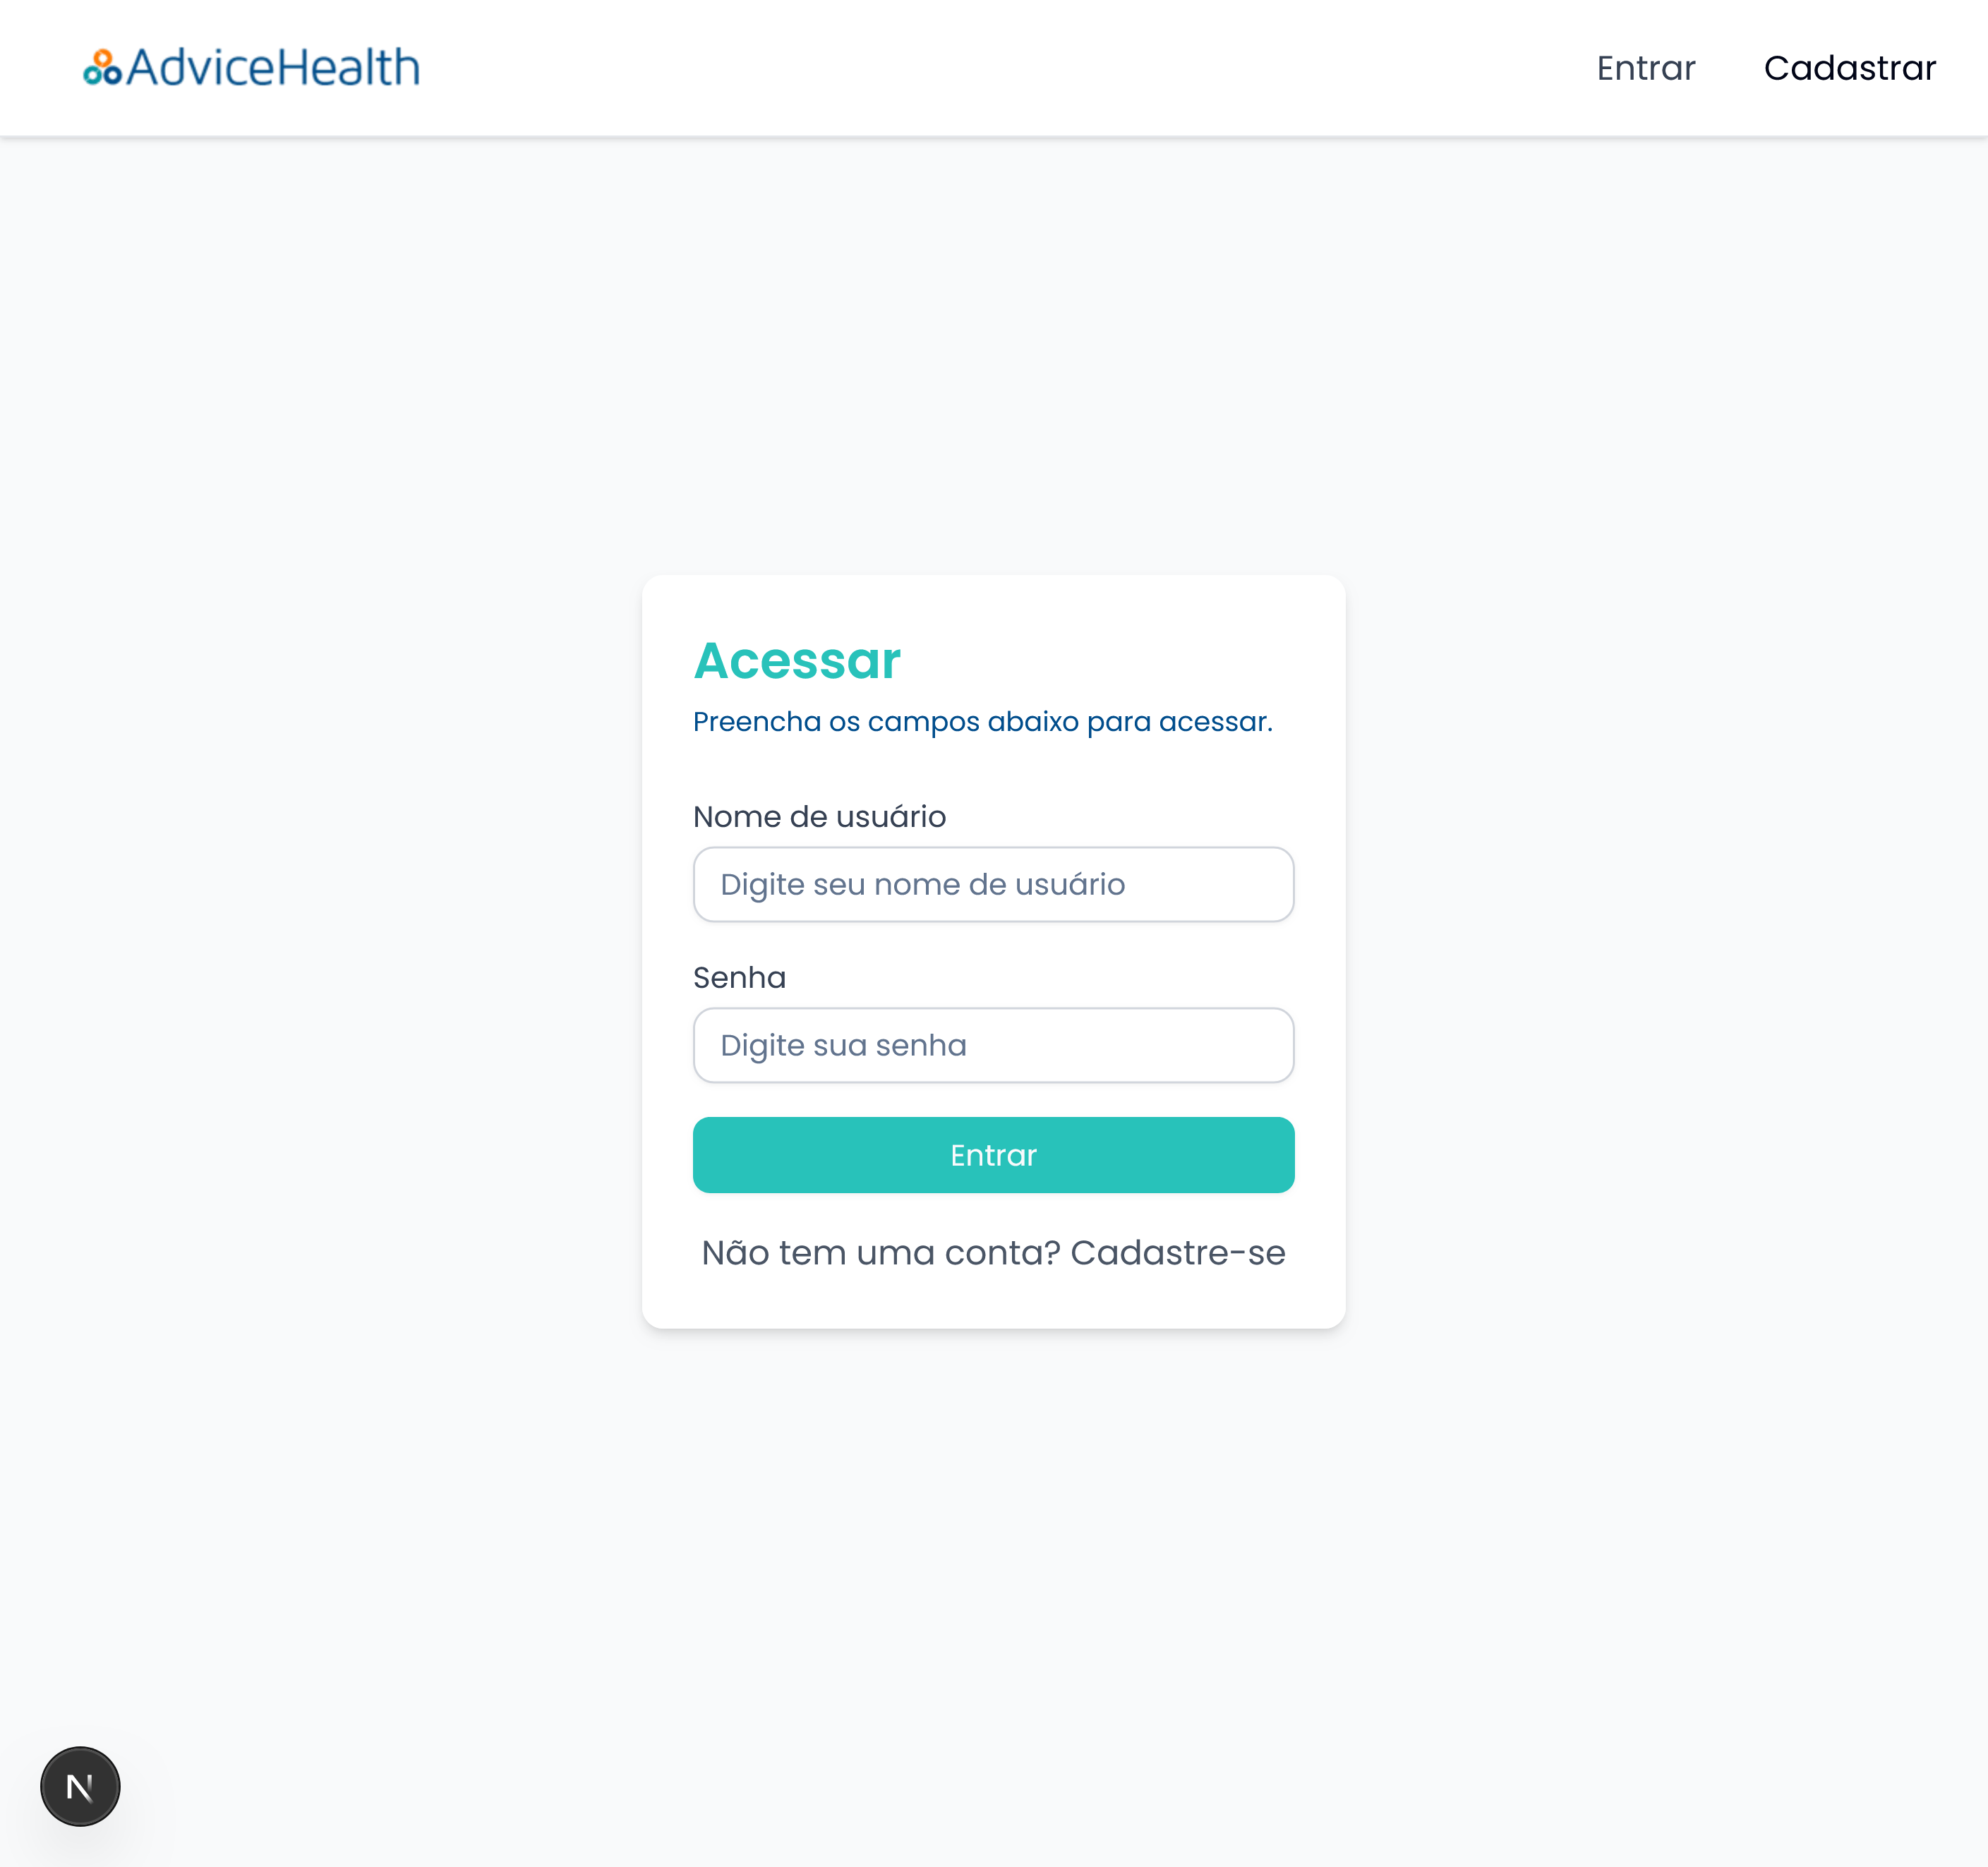 AdviceHealth
Entrar
Cadastrar
Acessar
Preencha os campos abaixo para acessar.
Nome de usuário
Digite seu nome de usuário
Senha
Digite sua senha
Entrar
Não tem uma conta? Cadastre-se
N